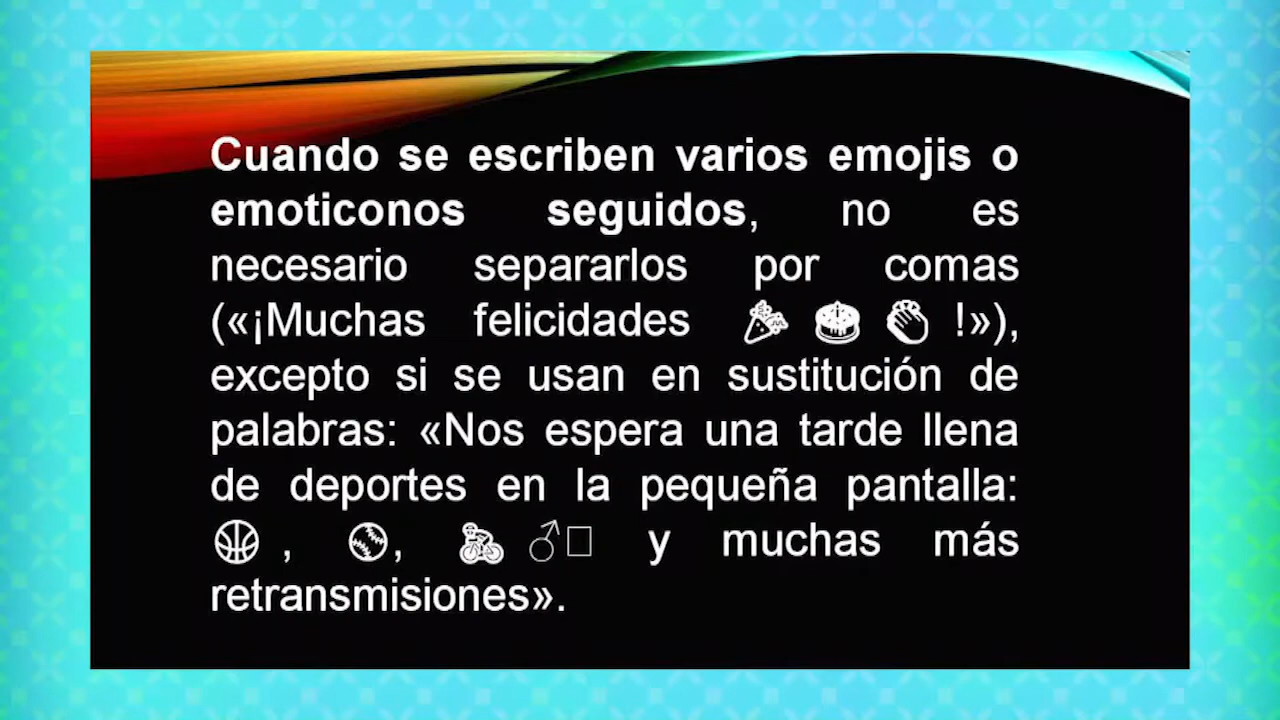 Cuando se escriben varios emojis o
emoticonos seguidos, no es
necesario separarlos por comas
(«¡Muchas felicidades 🎉 🎂 👏 !»),
excepto si se usan en sustitución de
palabras: «Nos espera una tarde llena
de deportes en la pequeña pantalla:
🏀 , ⚾, 🚴 ♂□ y muchas más
retransmisiones».